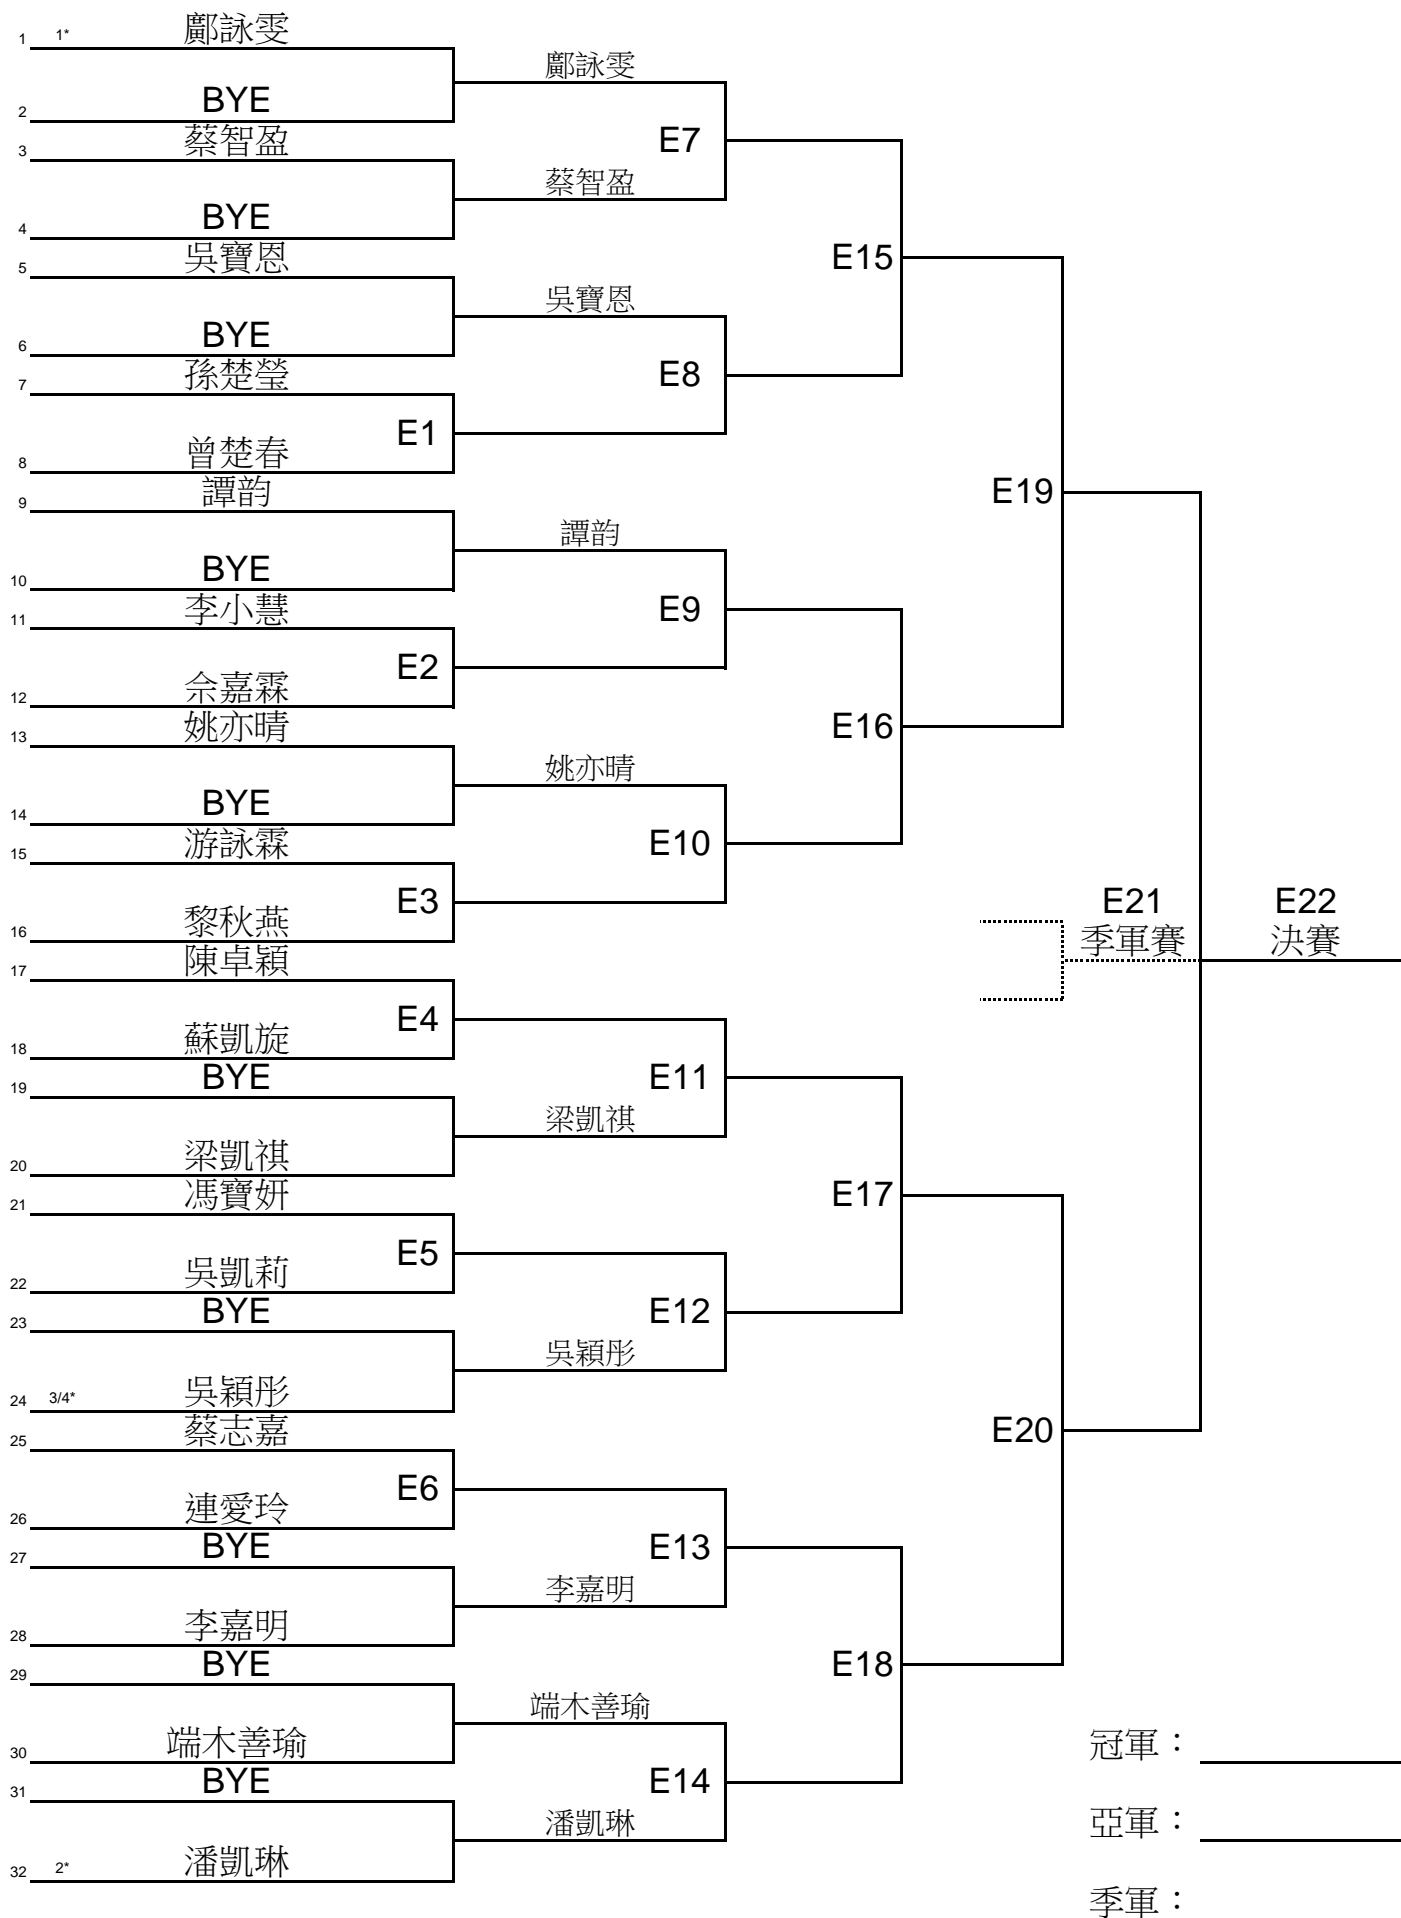 1 1* 鄺詠雯
鄺詠雯
2 BYE
E7
3 蔡智盈
蔡智盈
4 BYE
E15
5 吳寶恩
吳寶恩
6 BYE
E8
7 孫楚瑩
E1
8 曾楚春
E19
9 譚韵
譚韵
10 BYE
E9
11 李小慧
E2
12 佘嘉霖
E16
13 姚亦晴
姚亦晴
14 BYE
E10
15 游詠霖
E3
16 黎秋燕
E21 E22
季軍賽 決賽
17 陳卓穎
E4
18 蘇凱旋
E11
19 BYE
梁凱祺
20 梁凱祺
E17
21 馮寶妍
E5
22 吳凱莉
E12
23 BYE
吳穎彤
24 3/4* 吳穎彤
E20
25 蔡志嘉
E6
26 連愛玲
E13
27 BYE
李嘉明
28 李嘉明
E18
29 BYE
端木善瑜
30 端木善瑜
冠軍：
E14
31 BYE
潘凱琳
亞軍：
32 2* 潘凱琳
季軍：